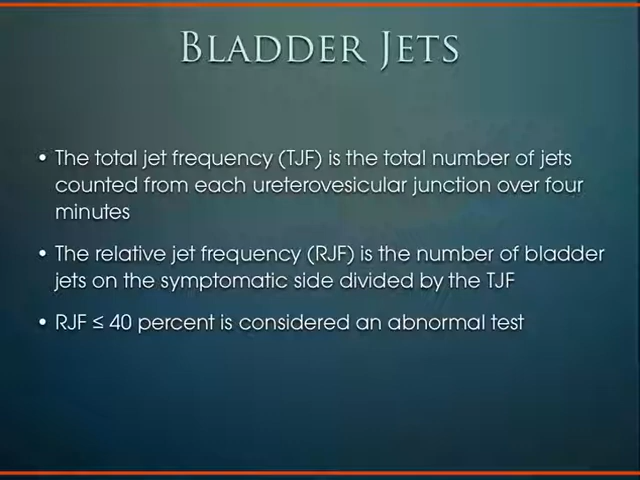 BLADDER JETS
• The total jet frequency (TJF) is the total number of jets
counted from each ureterovesicular junction over four
minutes
• The relative jet frequency (RJF) is the number of bladder
jets on the symptomatic side divided by the TJF
• RJF ≤ 40 percent is considered an abnormal test